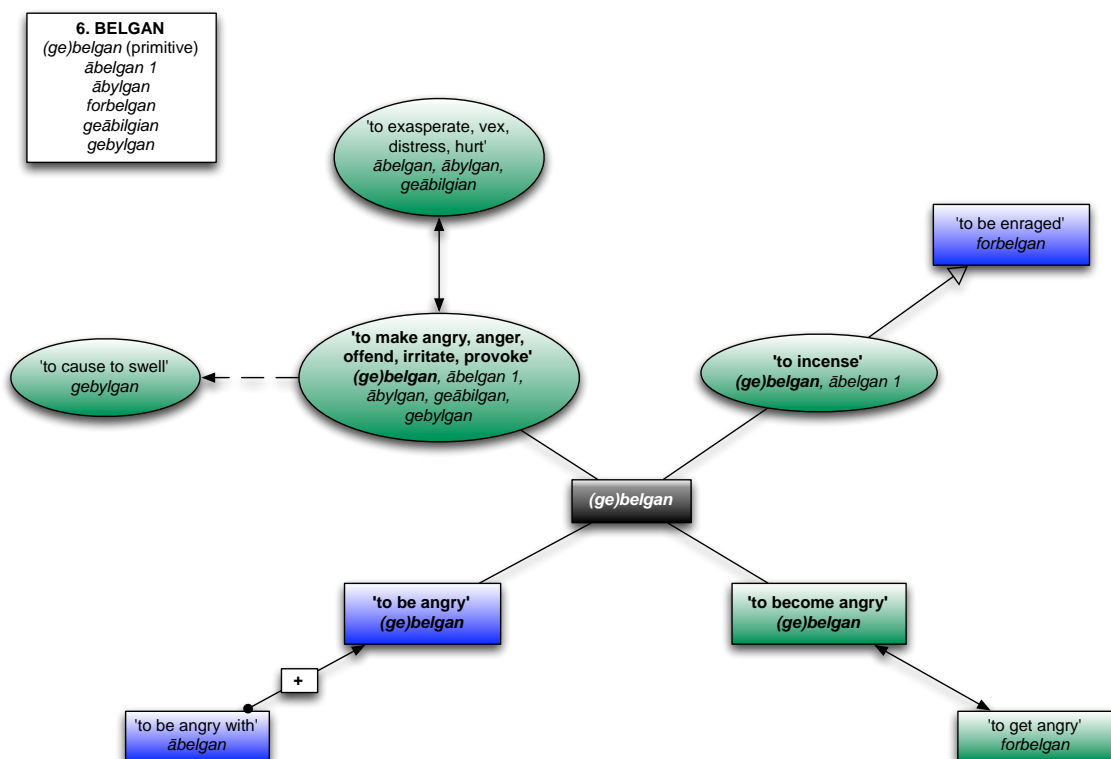 6. BELGAN
(ge)belgan (primitive)
ābelgan 1
ābylgan
forbelgan
geābilgian
gebylgan
'to exasperate, vex,
distress, hurt'
ābelgan, ābylgan,
geābilgian
'to be enraged'
forbelgan
'to make angry, anger,
offend, irritate, provoke'
(ge)belgan, ābelgan 1,
ābylgan, geābilgan,
gebylgan
'to cause to swell'
gebylgan
'to incense'
(ge)belgan, ābelgan 1
(ge)belgan
'to be angry'
(ge)belgan
'to become angry'
(ge)belgan
+
'to be angry with'
ābelgan
'to get angry'
forbelgan